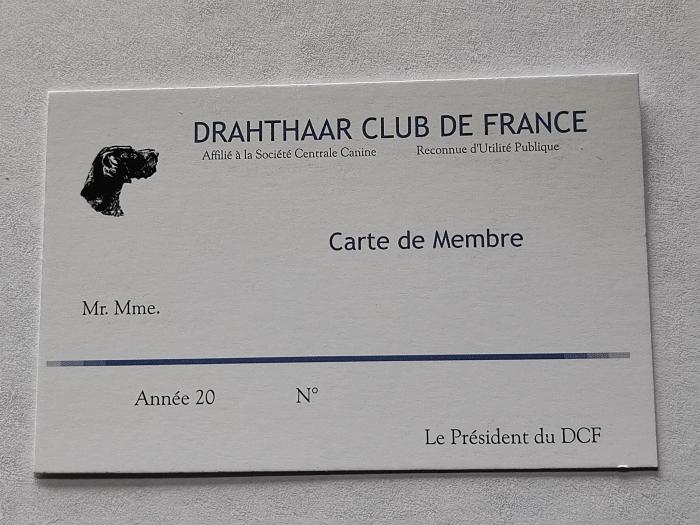 DRAHTHAAR CLUB DE FRANCE
Affilié à la Société Centrale Canine Reconnue d'Utilité Publique
Carte de Membre
Mr. Mme.
Année 20 N°
Le Président du DCF